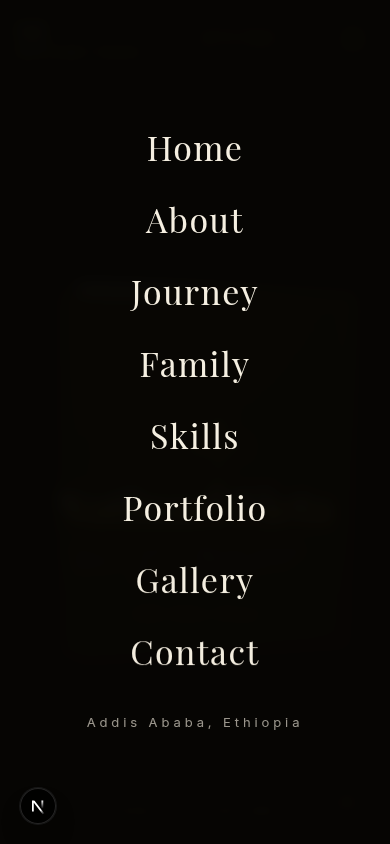 Home
About
Journey
Family
Skills
Portfolio
Gallery
Contact
Addis Ababa, Ethiopia
N